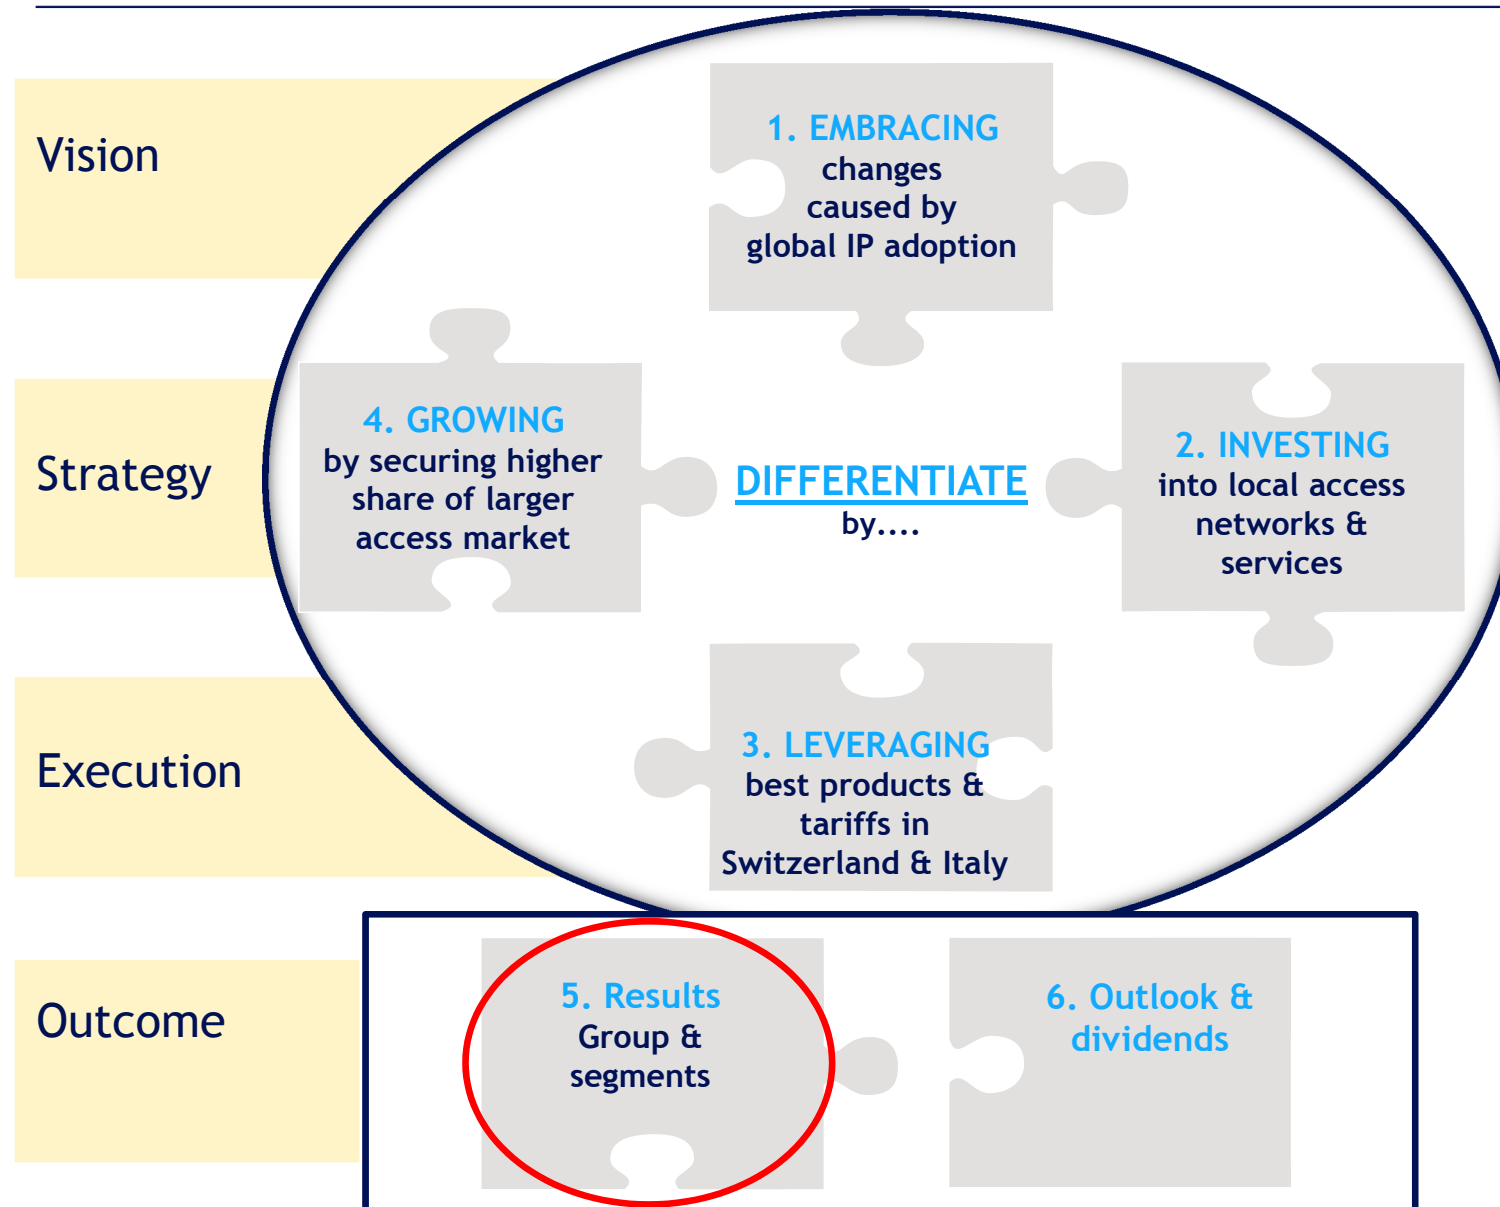 Vision
1. EMBRACING
changes
caused by
global IP adoption
Strategy
4. GROWING
by securing higher
share of larger
access market
DIFFERENTIATE
by....
2. INVESTING
into local access
networks &
services
Execution
3. LEVERAGING
best products &
tariffs in
Switzerland & Italy
Outcome
5. Results
Group &
segments
6. Outlook &
dividends